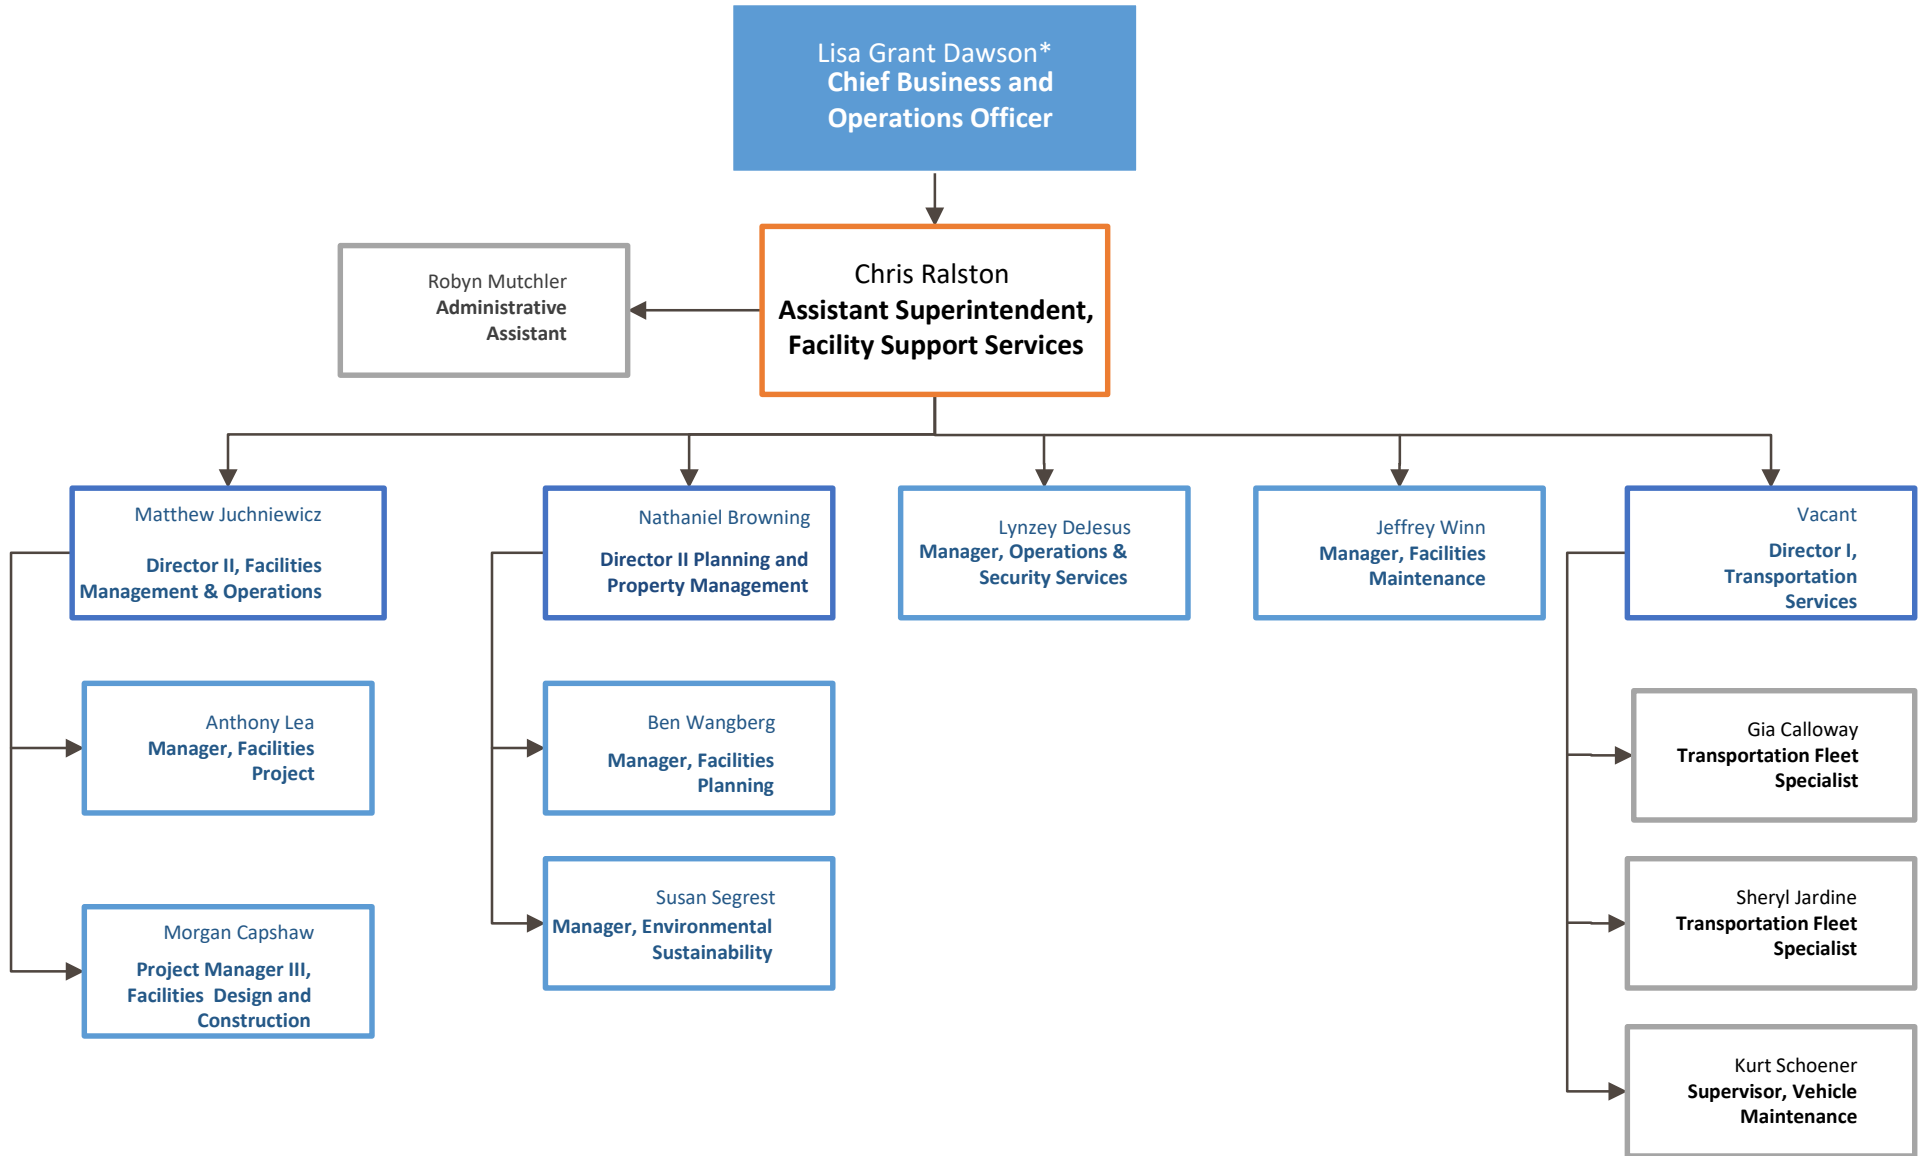 Lisa Grant Dawson*
Chief Business and
Operations Officer
Robyn Mutchler
Administrative
Assistant
Chris Ralston
Assistant Superintendent,
Facility Support Services
Matthew Juchniewicz
Director II, Facilities
Management & Operations
Nathaniel Browning
Director II Planning and
Property Management
Lynzey DeJesus
Manager, Operations &
Security Services
Jeffrey Winn
Manager, Facilities
Maintenance
Vacant
Director I,
Transportation
Services
Anthony Lea
Manager, Facilities
Project
Ben Wangberg
Manager, Facilities
Planning
Gia Calloway
Transportation Fleet
Specialist
Morgan Capshaw
Project Manager III,
Facilities Design and
Construction
Susan Segrest
Manager, Environmental
Sustainability
Sheryl Jardine
Transportation Fleet
Specialist
Kurt Schoener
Supervisor, Vehicle
Maintenance